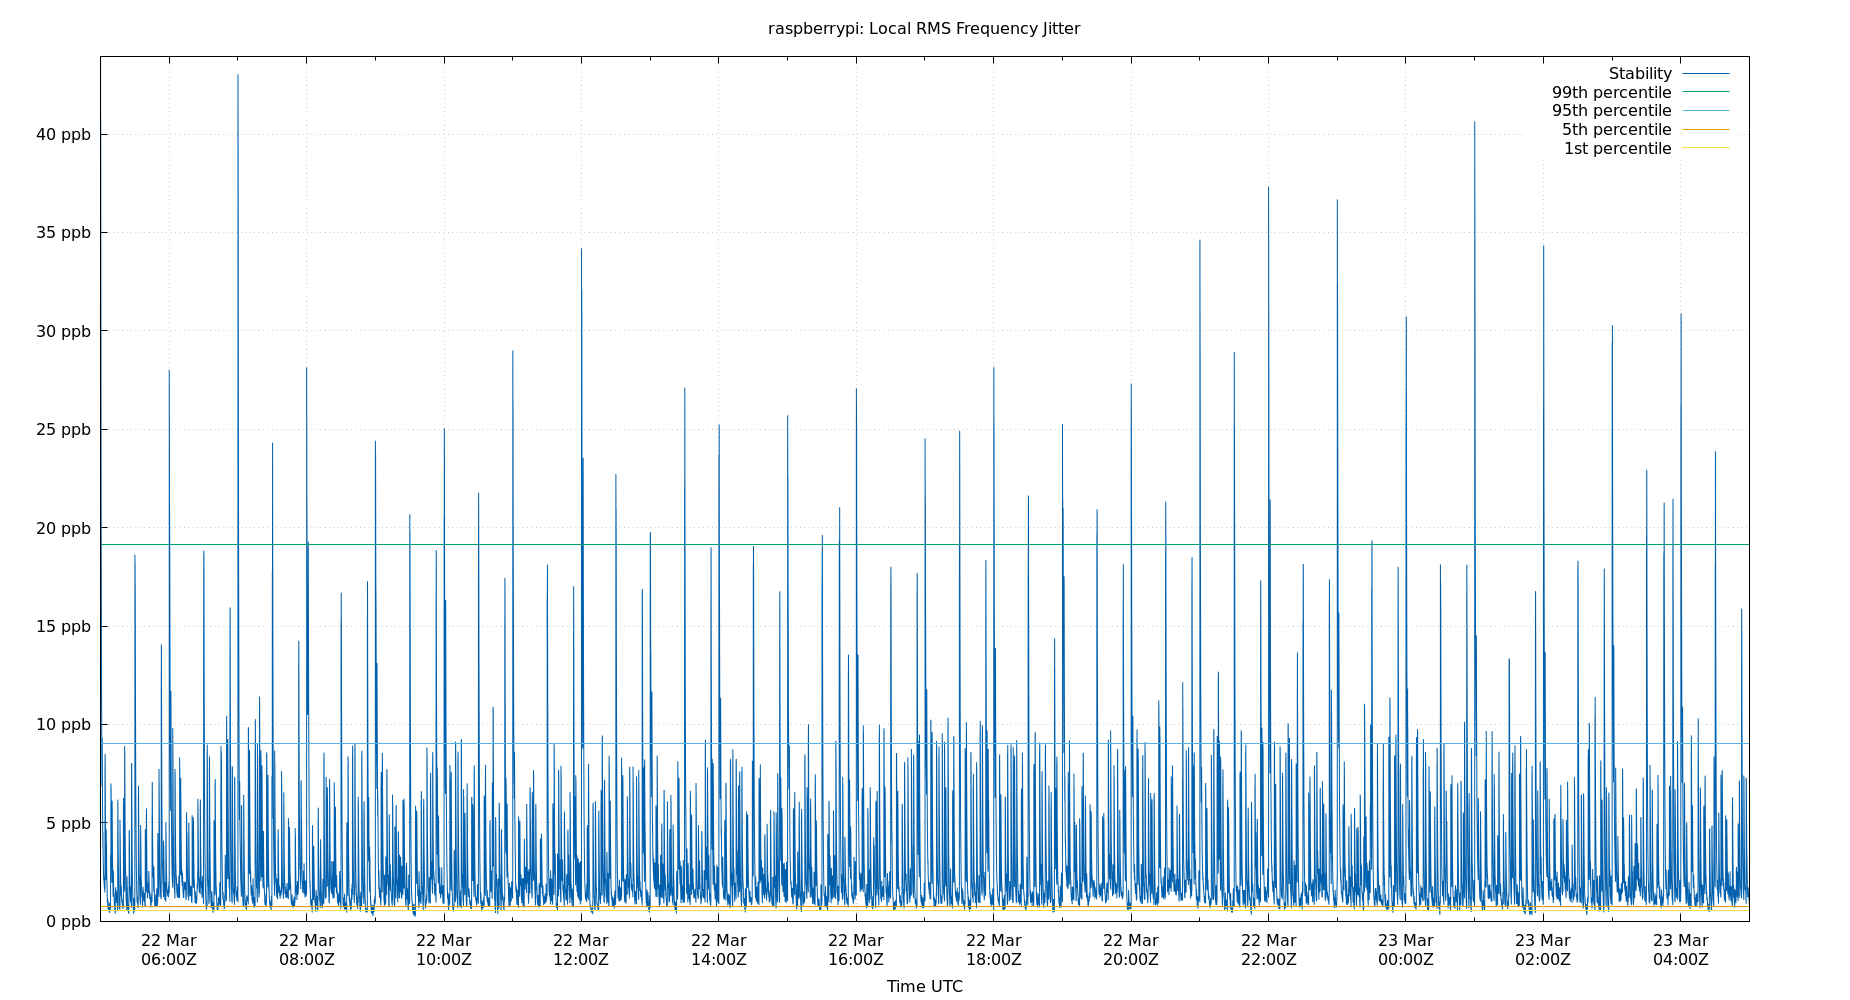 raspberrypi: Local RMS Frequency Jitter
Stability
99th percentile
95th percentile
5th percentile
1st percentile
40 ppb
35 ppb
30 ppb
25 ppb
20 ppb
15 ppb
10 ppb
5 ppb
0 ppb
22 Mar 22 Mar 22 Mar 22 Mar 22 Mar 22 Mar 22 Mar 22 Mar 22 Mar 23 Mar 23 Mar 23 Mar
06:00Z 08:00Z 10:00Z 12:00Z 14:00Z 16:00Z 18:00Z 20:00Z 22:00Z 00:00Z 02:00Z 04:00Z
Time UTC